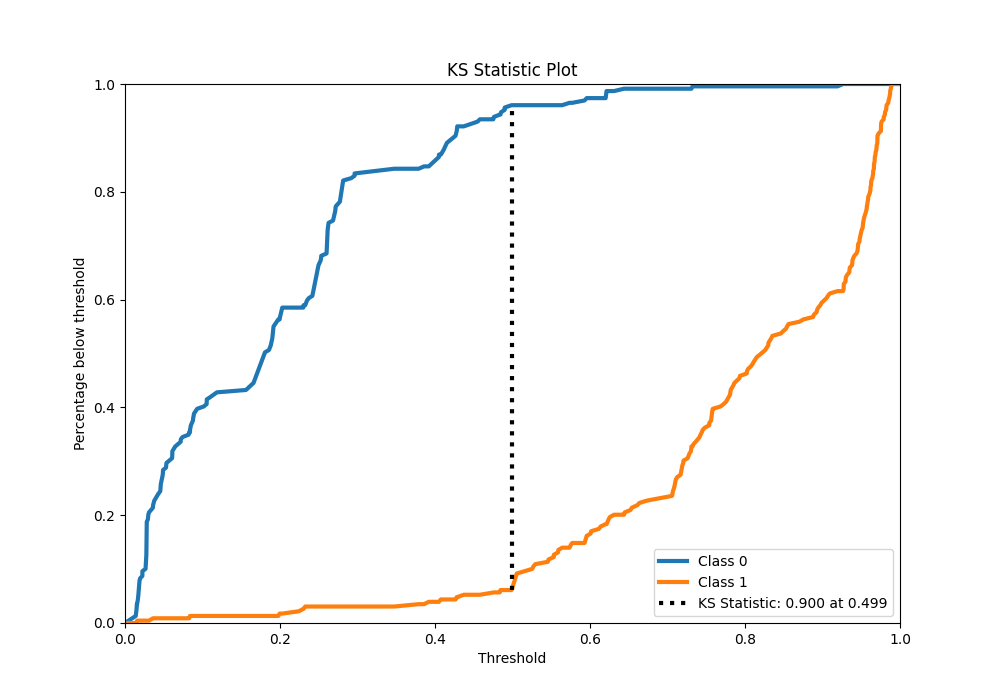 KS Statistic Plot
Percentage below threshold
1.0
0.8
0.6
0.4
0.2
0.0
0.0 0.2 0.4 0.6 0.8 1.0
Threshold
Class 0
Class 1
KS Statistic: 0.900 at 0.499